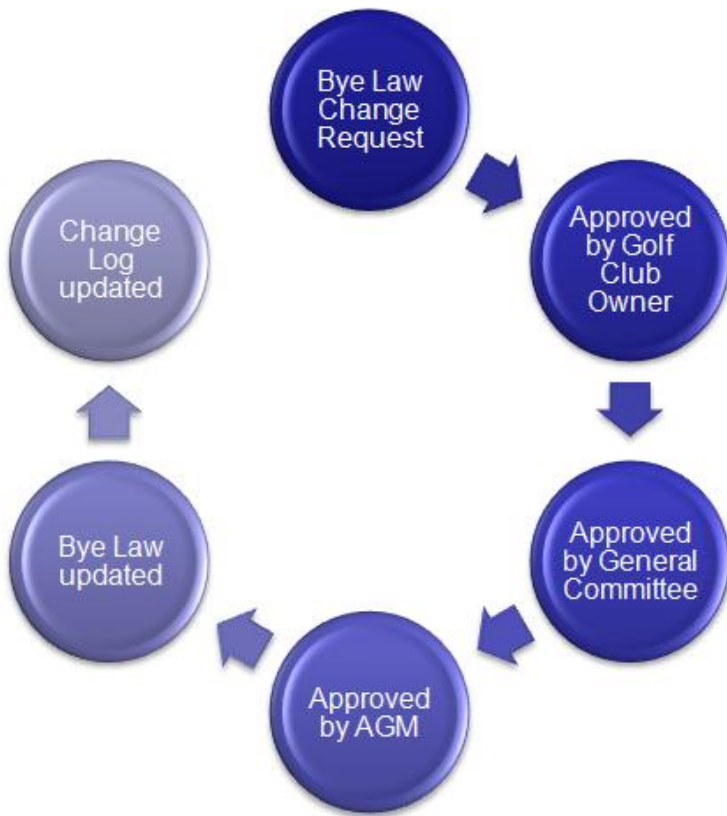 Bye Law
Change
Request
Approved
by Golf
Club
Owner
Approved
by General
Committee
Approved
by AGM
Bye Law
updated
Change
Log
updated